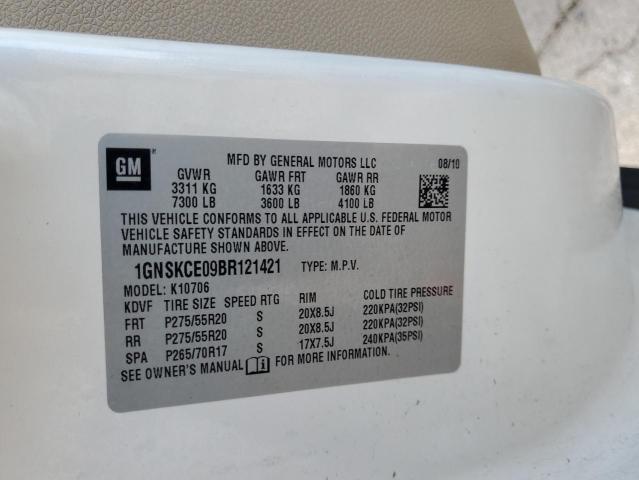 GM
MFD BY GENERAL MOTORS LLC 08/10
GVWR GAWR FRT GAWR RR
3311 KG 1633 KG 1860 KG
7300 LB 3600 LB 4100 LB
THIS VEHICLE CONFORMS TO ALL APPLICABLE U.S. FEDERAL MOTOR
VEHICLE SAFETY STANDARDS IN EFFECT ON THE DATE OF
MANUFACTURE SHOWN ABOVE.
1GNSKCE09BR121421 TYPE: M.P.V.
MODEL: K10706
KDVF TIRE SIZE SPEED RTG RIM COLD TIRE PRESSURE
FRT P275/55R20 S 20X8.5J 220KPA(32PSI)
RR P275/55R20 S 20X8.5J 220KPA(32PSI)
SPA P265/70R17 S 17X7.5J 240KPA(35PSI)
SEE OWNER'S MANUAL FOR MORE INFORMATION.